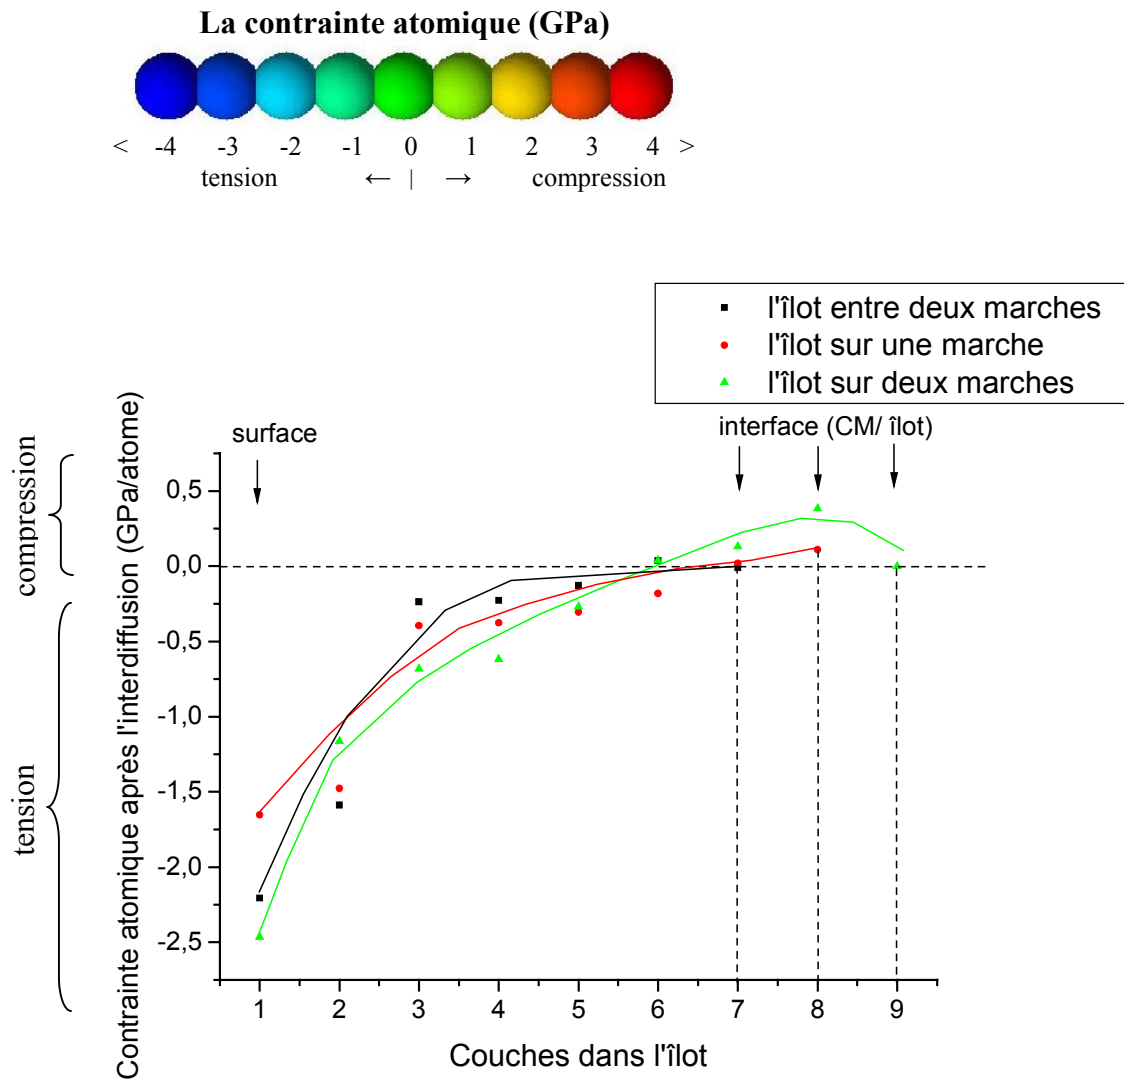 La contrainte atomique (GPa)
< -4 -3 -2 -1 0 1 2 3 4 >
tension ← | → compression
l'îlot entre deux marches
l'îlot sur une marche
l'îlot sur deux marches
surface
interface (CM/ îlot)
compression
tension
Contrainte atomique après l'interdiffusion (GPa/atome)
0,5
0,0
-0,5
-1,0
-1,5
-2,0
-2,5
1 2 3 4 5 6 7 8 9
Couches dans l'îlot